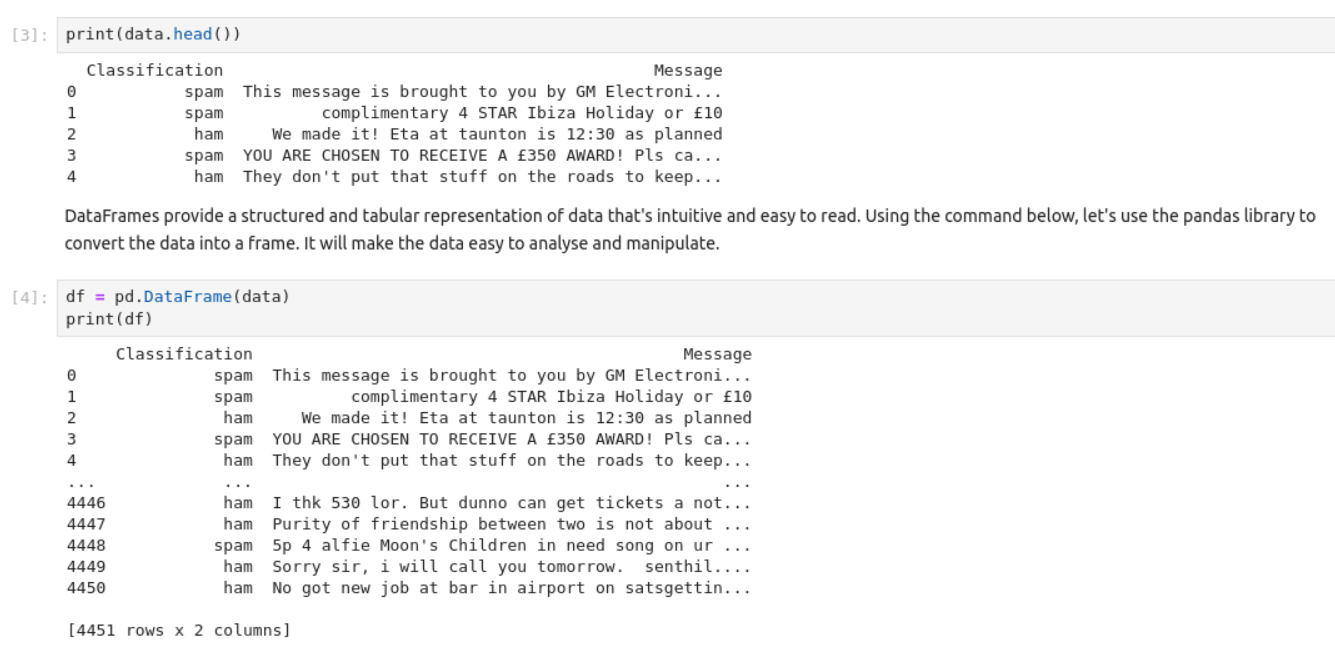 [3]: print(data.head())
  Classification                                            Message
0           spam  This message is brought to you by GM Electroni...
1           spam          complimentary 4 STAR Ibiza Holiday or £10
2            ham     We made it! Eta at taunton is 12:30 as planned
3           spam  YOU ARE CHOSEN TO RECEIVE A £350 AWARD! Pls ca...
4            ham  They don't put that stuff on the roads to keep...
DataFrames provide a structured and tabular representation of data that's intuitive and easy to read. Using the command below, let's use the pandas library to
convert the data into a frame. It will make the data easy to analyse and manipulate.
[4]: df = pd.DataFrame(data)
print(df)
     Classification                                            Message
0              spam  This message is brought to you by GM Electroni...
1              spam          complimentary 4 STAR Ibiza Holiday or £10
2               ham     We made it! Eta at taunton is 12:30 as planned
3              spam  YOU ARE CHOSEN TO RECEIVE A £350 AWARD! Pls ca...
4               ham  They don't put that stuff on the roads to keep...
...             ...                                                ...
4446            ham  I thk 530 lor. But dunno can get tickets a not...
4447            ham  Purity of friendship between two is not about ...
4448           spam  5p 4 alfie Moon's Children in need song on ur ...
4449            ham  Sorry sir, i will call you tomorrow.  senthil....
4450            ham  No got new job at bar in airport on satsgettin...
[4451 rows x 2 columns]